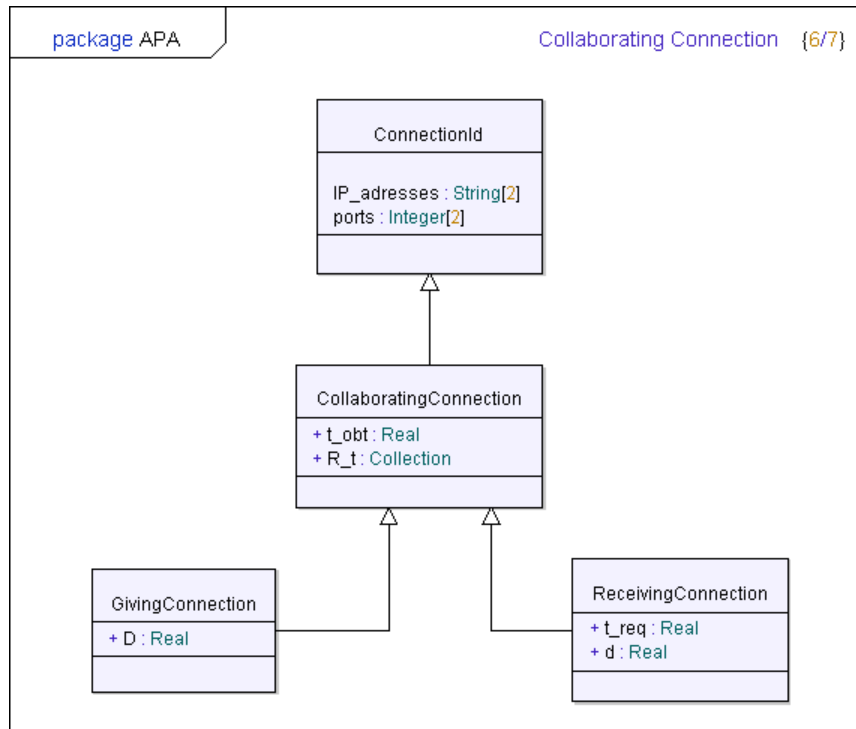 package APA
Collaborating Connection {6/7}
ConnectionId
IP_adresses : String[2]
ports : Integer[2]
CollaboratingConnection
+ t_obt : Real
+ R_t : Collection
GivingConnection
+ D : Real
ReceivingConnection
+ t_req : Real
+ d : Real